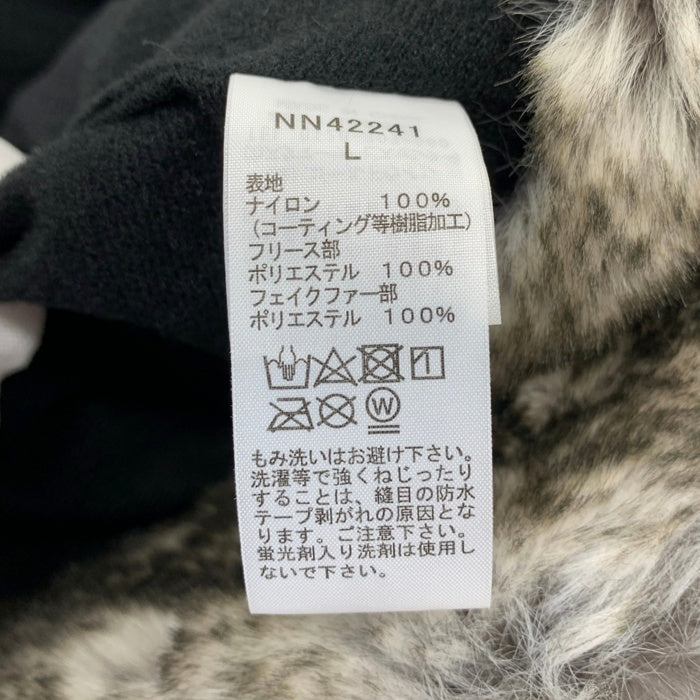 NN42241
L
表地
ナイロン 100%
(コーティング等樹脂加工)
フリース部
ポリエステル 100%
フェイクファー部
ポリエステル 100%
W
もみ洗いはお避け下さい。
洗濯等で強くねじったり
することは、縫目の防水
テープ剥がれの原因とな
ります。ご注意下さい。
蛍光剤入り洗剤は使用し
ないで下さい。